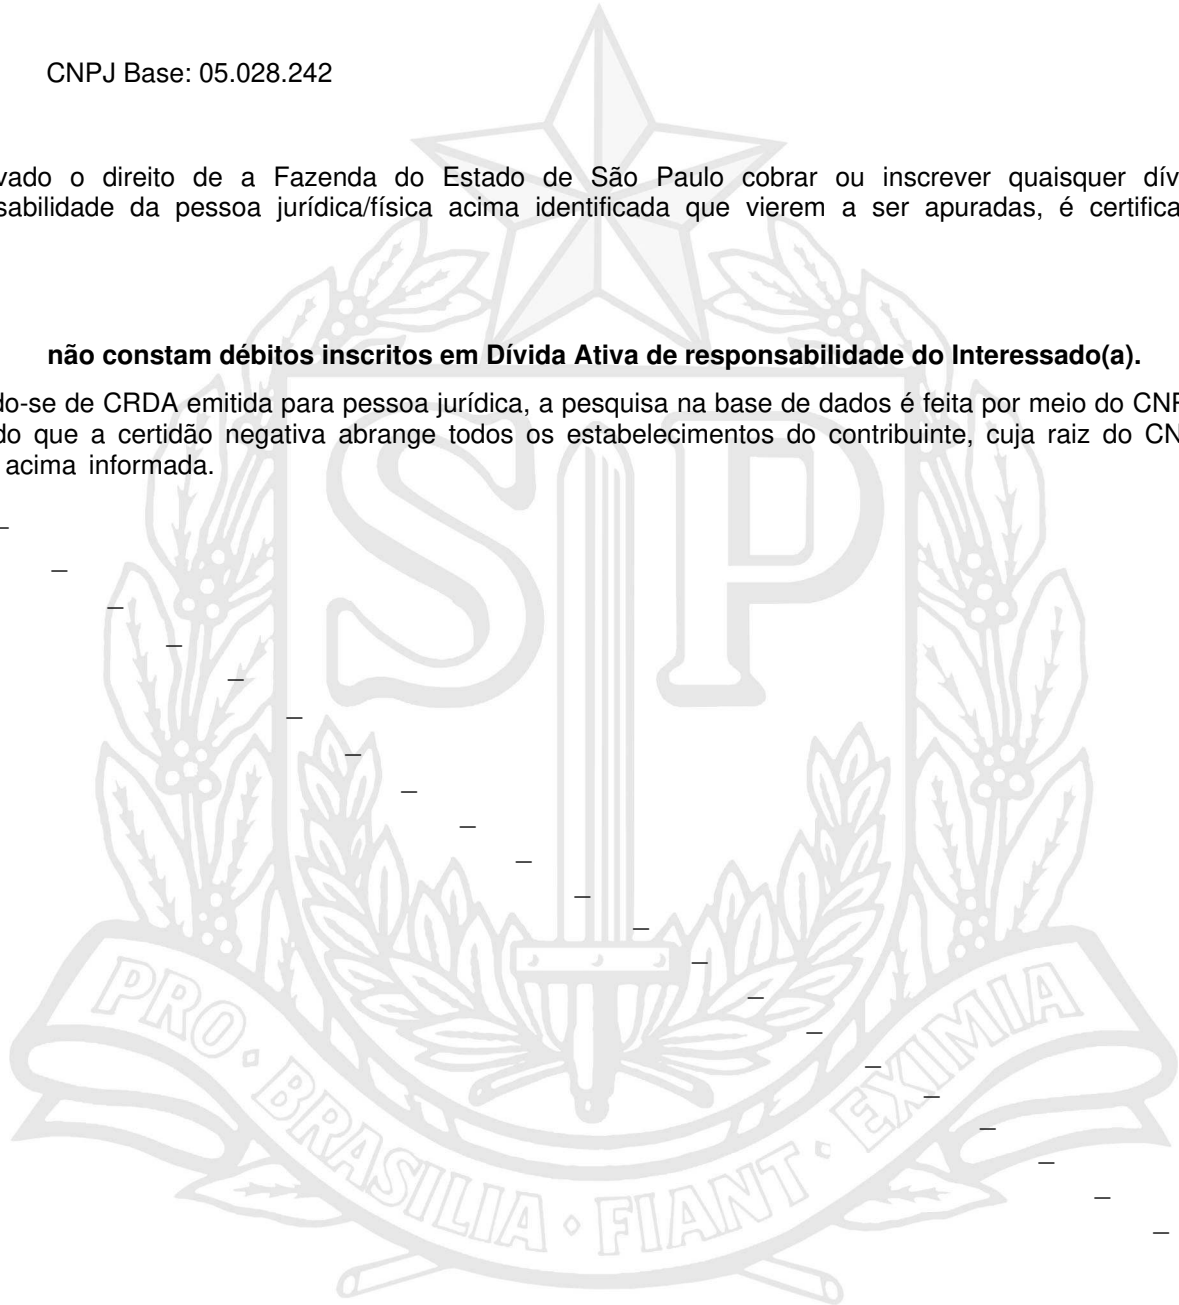 CNPJ Base: 05.028.242
vado o direito de a Fazenda do Estado de São Paulo cobrar ou inscrever quaisquer dív
sabilidade da pessoa jurídica/física acima identificada que vierem a ser apuradas, é certifica
não constam débitos inscritos em Dívida Ativa de responsabilidade do Interessado(a).
do-se de CRDA emitida para pessoa jurídica, a pesquisa na base de dados é feita por meio do CNP
do que a certidão negativa abrange todos os estabelecimentos do contribuinte, cuja raiz do CN
acima informada.
SP
PRO · BRASILIA · FIANT · EXIMIA